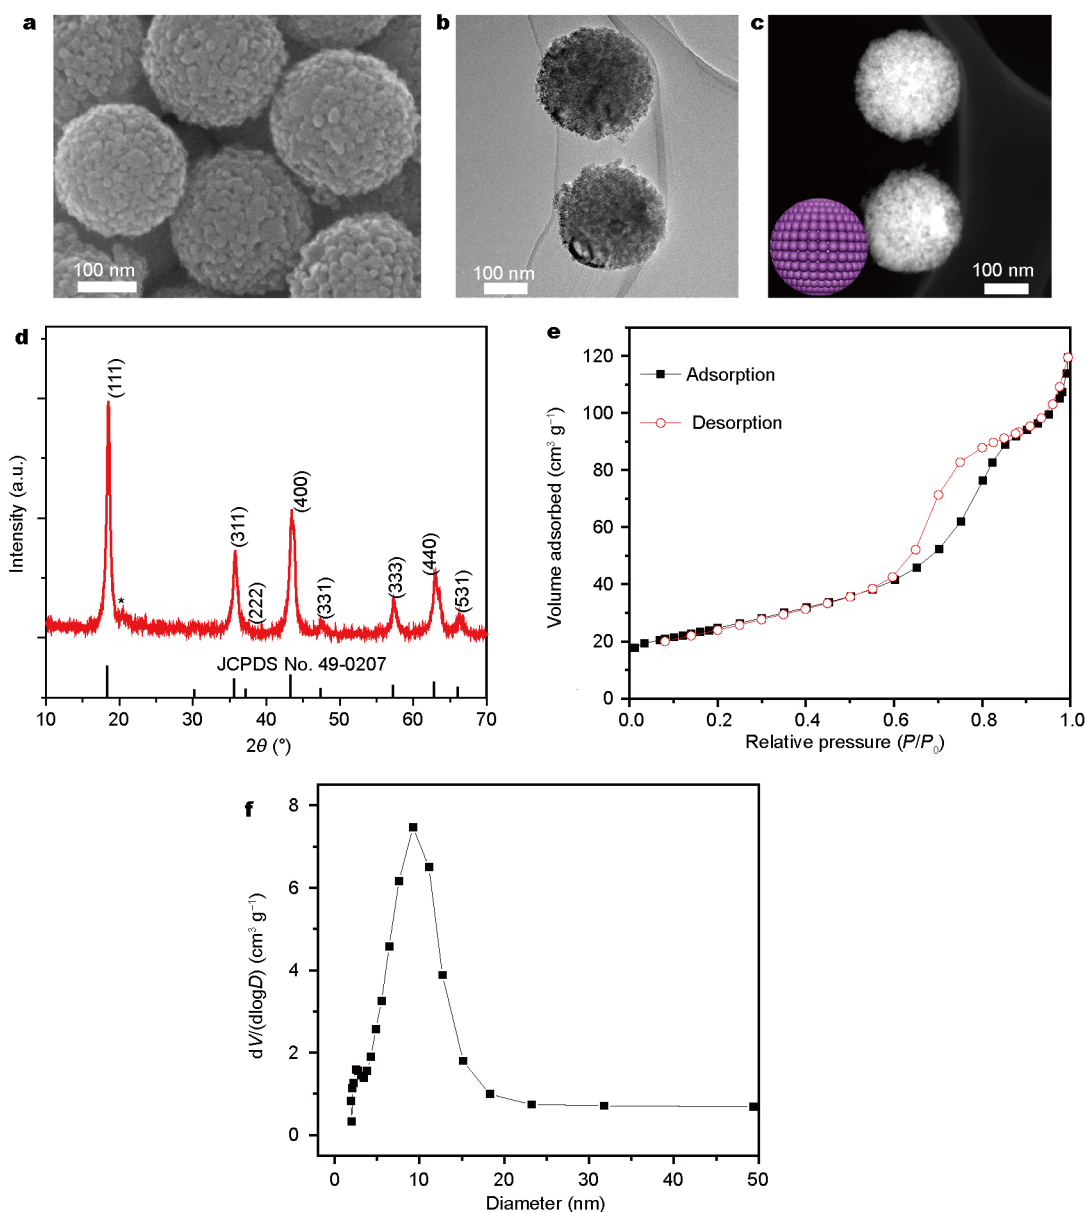 a
b
c
100 nm
100 nm
100 nm
d
(111)
*
(311)
(222)
(400)
(331)
(333)
(440)
(531)
JCPDS No. 49-0207
Intensity (a.u.)
10 20 30 40 50 60 70
2θ (°)
e
Adsorption
Desorption
Volume adsorbed (cm³ g⁻¹)
120
100
80
60
40
20
0
0.0 0.2 0.4 0.6 0.8 1.0
Relative pressure (P/P₀)
f
dV/(dlogD) (cm³ g⁻¹)
8
6
4
2
0
0 10 20 30 40 50
Diameter (nm)